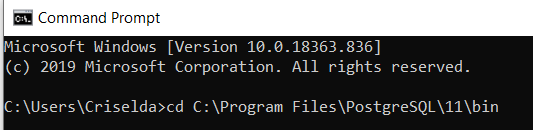 Command Prompt
Microsoft Windows [Version 10.0.18363.836]
(c) 2019 Microsoft Corporation. All rights reserved.
C:\Users\Criselda>cd C:\Program Files\PostgreSQL\11\bin